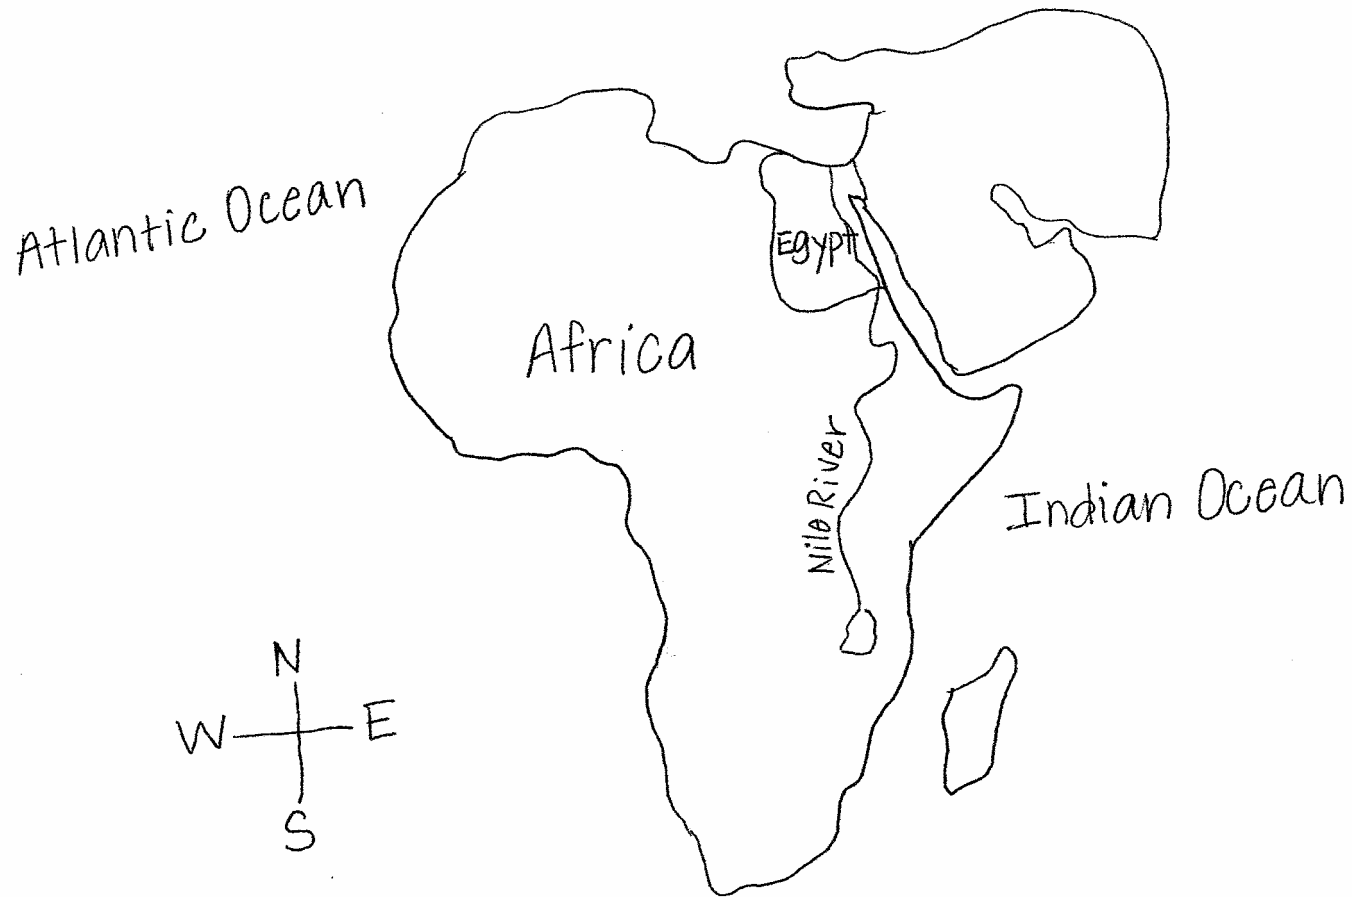 Atlantic Ocean
Egypt
Africa
Nile River
Indian Ocean
N
W E
S